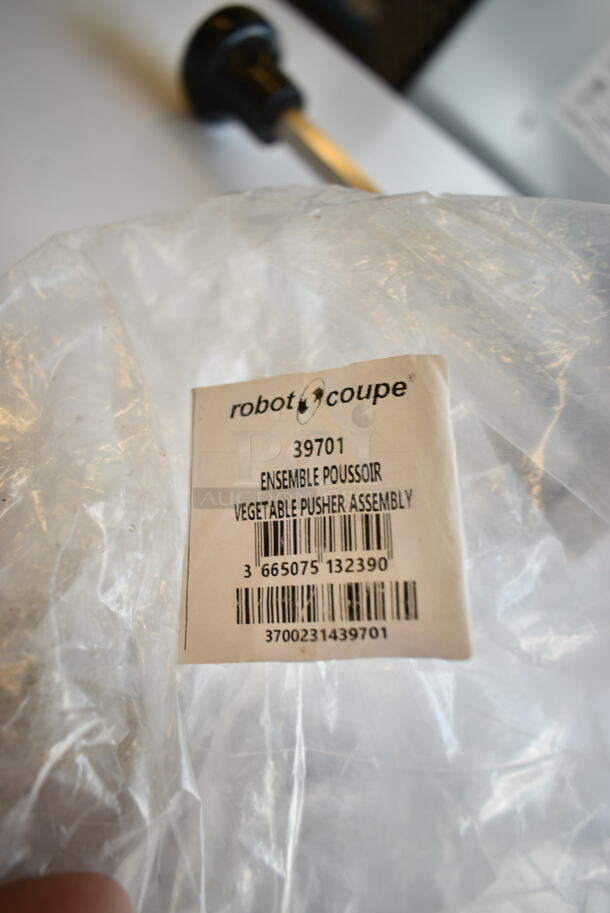 robot coupe®
39701
ENSEMBLE POUSSOIR
VEGETABLE PUSHER ASSEMBLY
3 665075 132390
3700231439701